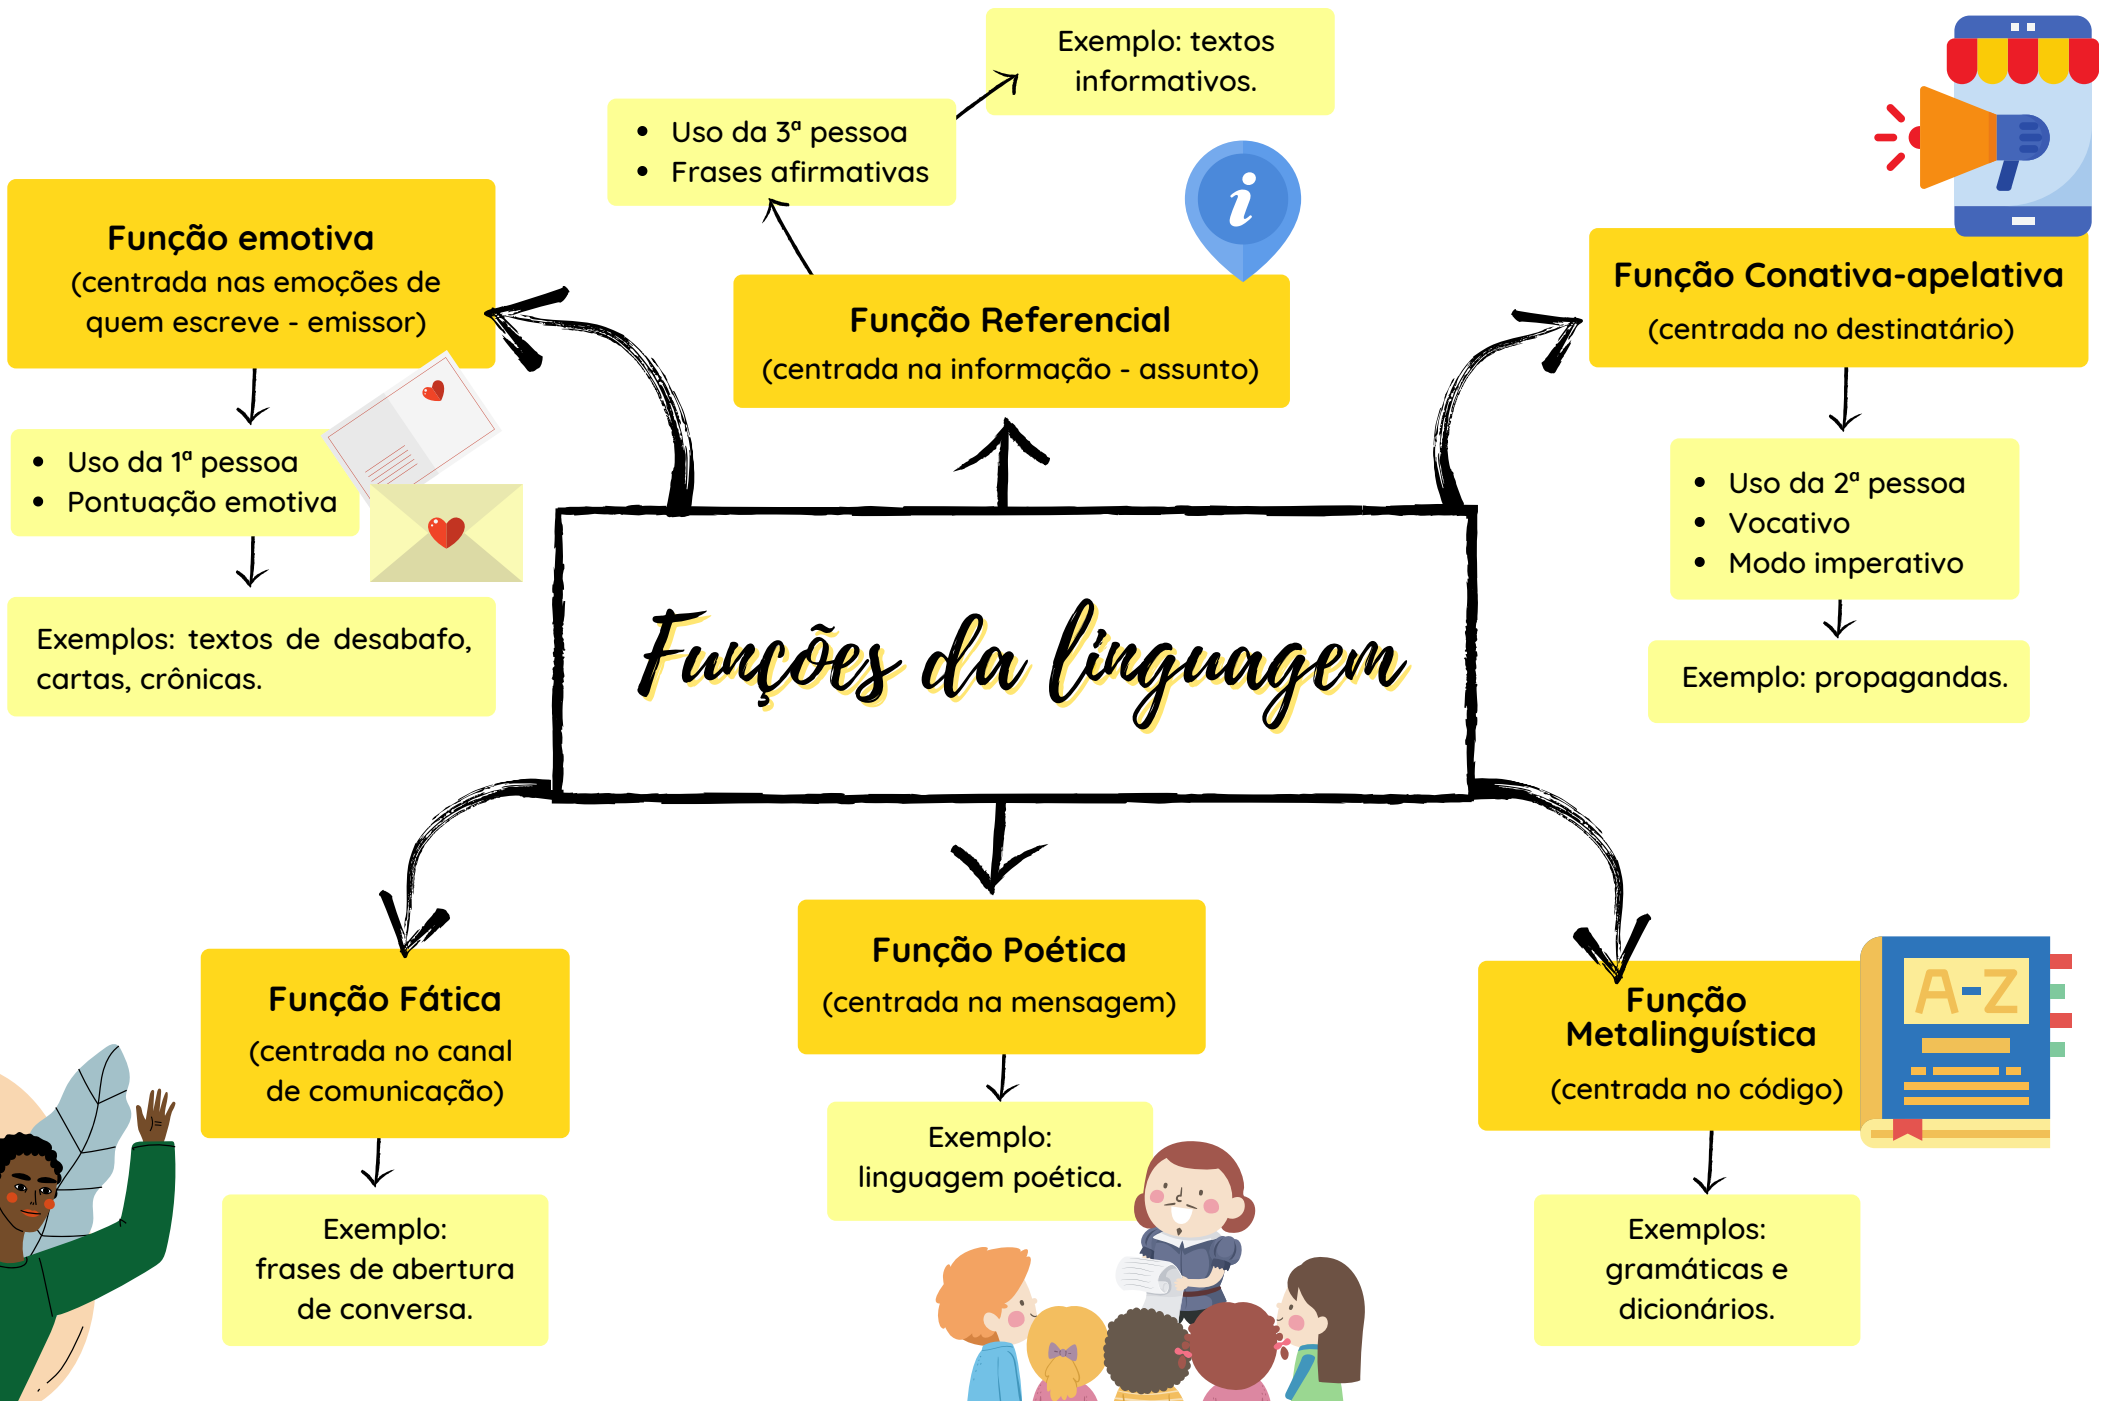 Funções da linguagem
Função emotiva
(centrada nas emoções de
quem escreve - emissor)
• Uso da 1ª pessoa
• Pontuação emotiva
Exemplos: textos de desabafo,
cartas, crônicas.
Função Referencial
(centrada na informação - assunto)
• Uso da 3ª pessoa
• Frases afirmativas
Exemplo: textos
informativos.
i
Função Conativa-apelativa
(centrada no destinatário)
• Uso da 2ª pessoa
• Vocativo
• Modo imperativo
Exemplo: propagandas.
Função Fática
(centrada no canal
de comunicação)
Exemplo:
frases de abertura
de conversa.
Função Poética
(centrada na mensagem)
Exemplo:
linguagem poética.
Função
Metalinguística
(centrada no código)
A-Z
Exemplos:
gramáticas e
dicionários.